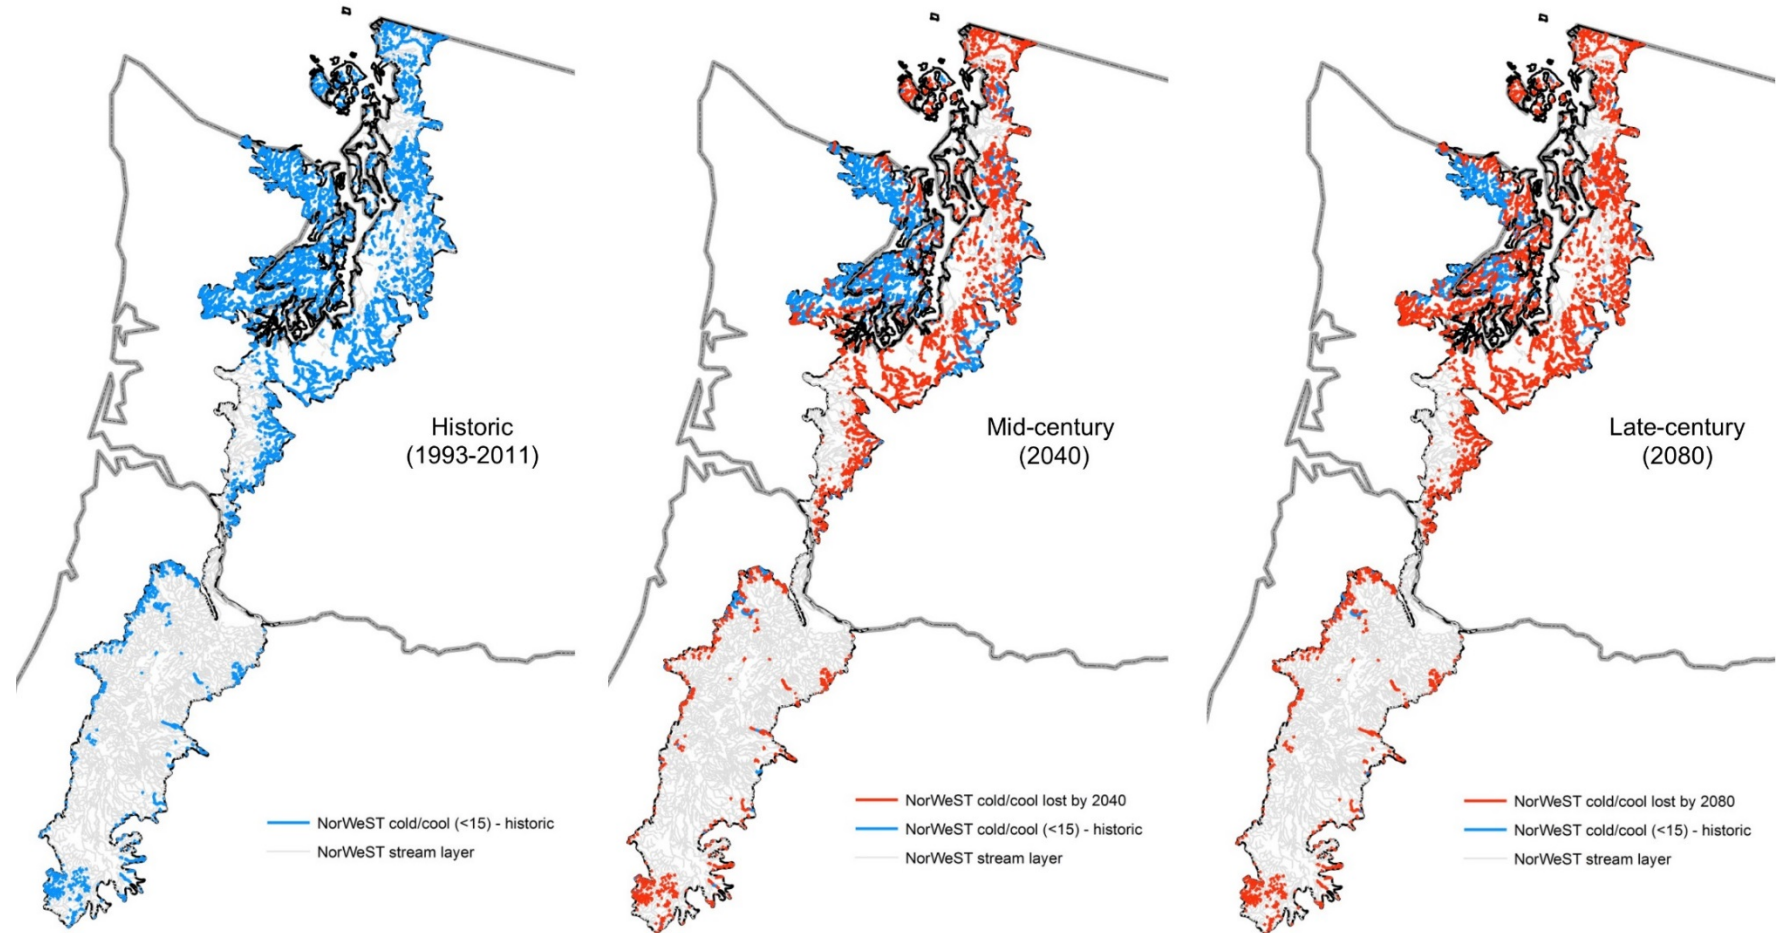 Historic
(1993-2011)
Mid-century
(2040)
Late-century
(2080)
NorWeST cold/cool (<15) - historic
NorWeST stream layer
NorWeST cold/cool lost by 2040
NorWeST cold/cool (<15) - historic
NorWeST stream layer
NorWeST cold/cool lost by 2080
NorWeST cold/cool (<15) - historic
NorWeST stream layer